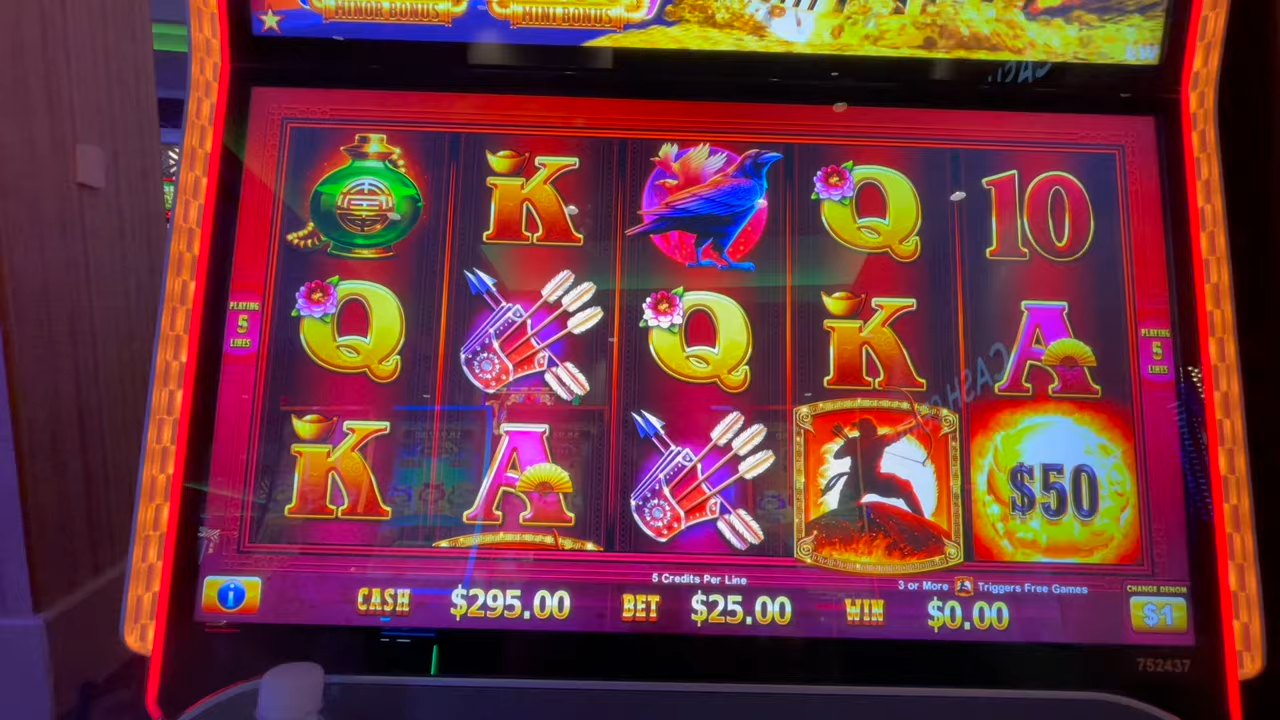 MINOR BONUS
MINI BONUS
K
Q
10
PLAYING
5
LINES
Q
Q
K
A
PLAYING
5
LINES
K
A
$50
5 Credits Per Line
3 or More Triggers Free Games
CHANGE DENOM
i
CASH $295.00
BET $25.00
WIN $0.00
$1
752437